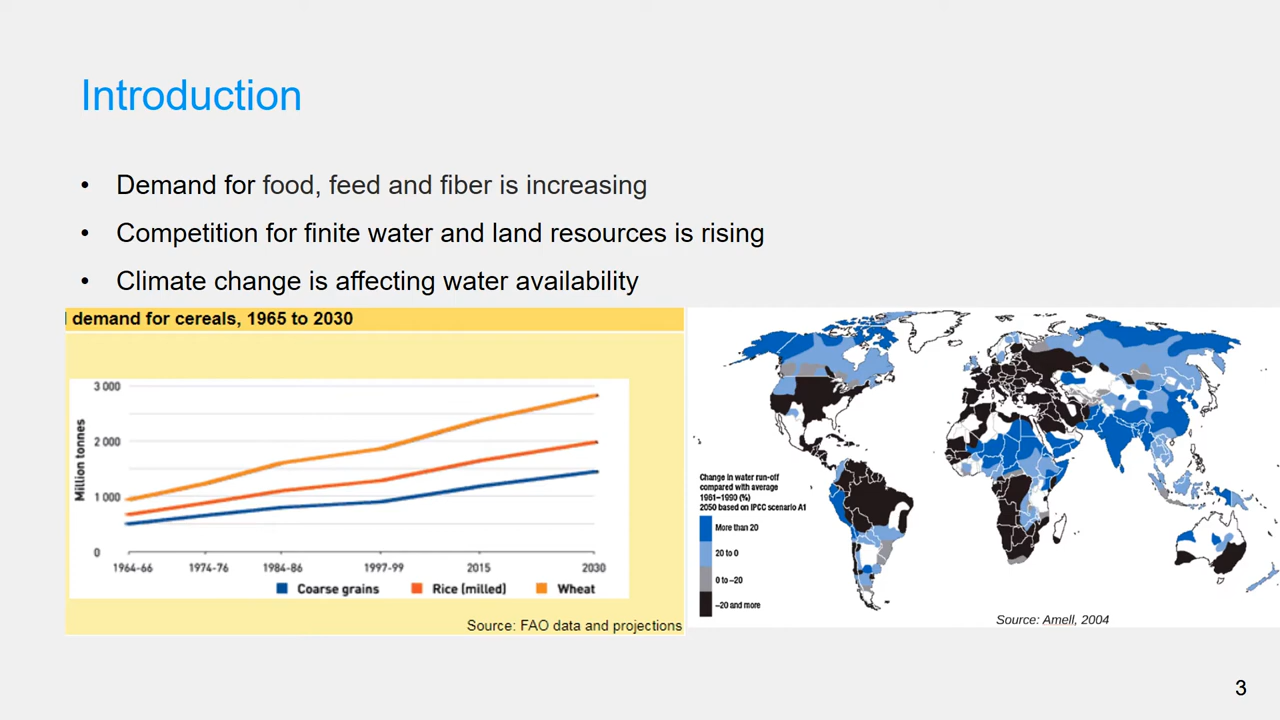 Introduction
• Demand for food, feed and fiber is increasing
• Competition for finite water and land resources is rising
• Climate change is affecting water availability
demand for cereals, 1965 to 2030
3 000
2 000
1 000
0
Million tonnes
1964-66 1974-76 1984-86 1997-99 2015 2030
Coarse grains Rice (milled) Wheat
Source: FAO data and projections
Change in water run-off
compared with average
1961–1990 (%)
2050 based on IPCC scenario A1
More than 20
20 to 0
0 to –20
–20 and more
Source: Amell, 2004
3